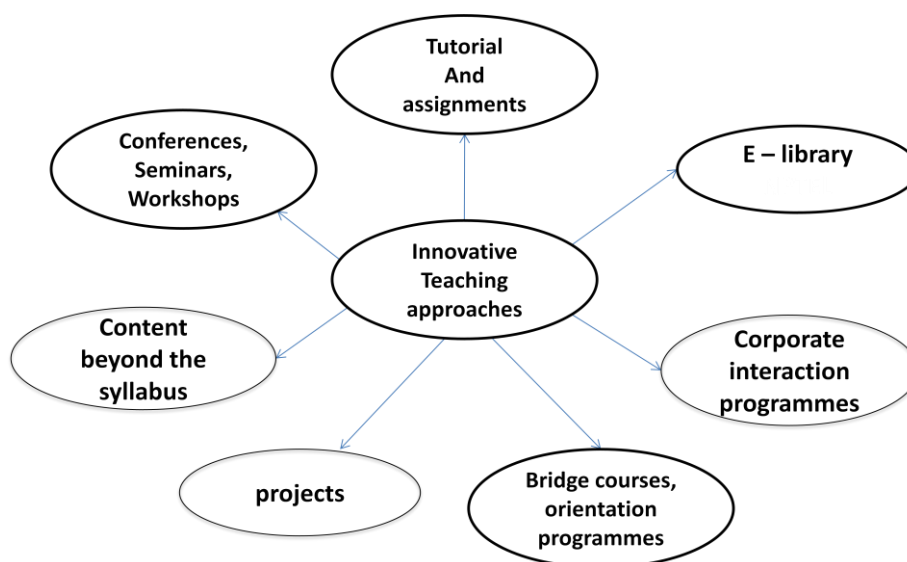 Tutorial
And
assignments
Conferences,
Seminars,
Workshops
E – library
Innovative
Teaching
approaches
Content
beyond the
syllabus
Corporate
interaction
programmes
projects
Bridge courses,
orientation
programmes